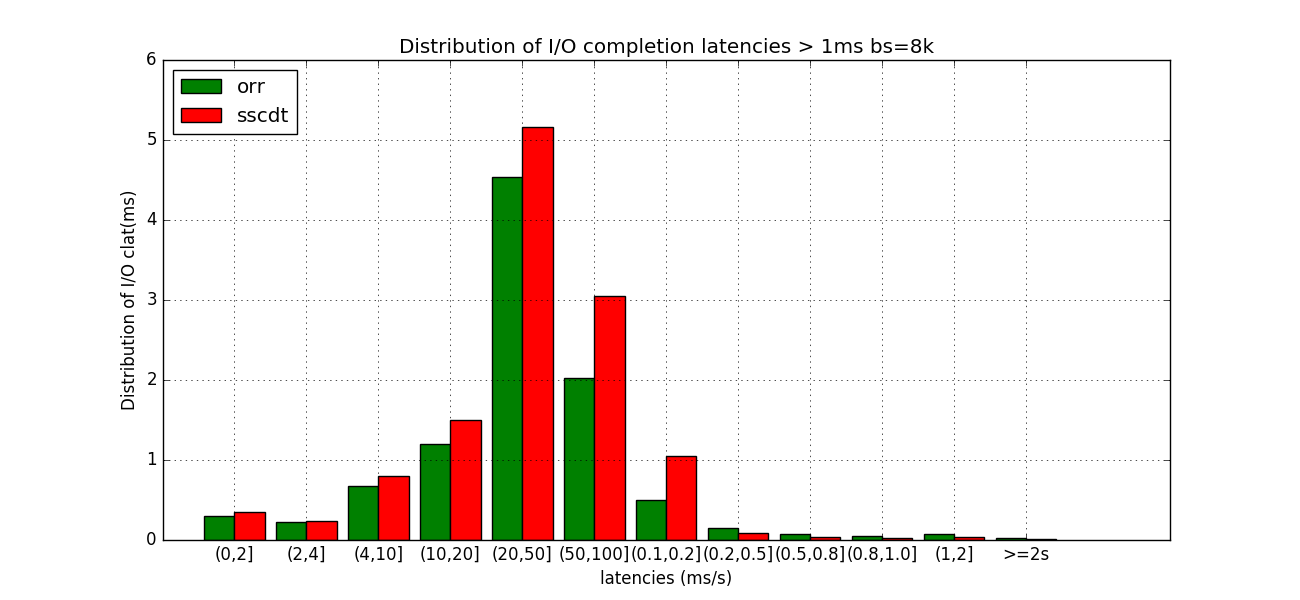 Distribution of I/O completion latencies > 1ms bs=8k
6
5
4
3
2
1
0
orr
sscdt
Distribution of I/O clat(ms)
(0,2] (2,4] (4,10] (10,20] (20,50] (50,100] (0.1,0.2] (0.2,0.5] (0.5,0.8] (0.8,1.0] (1,2] >=2s
latencies (ms/s)